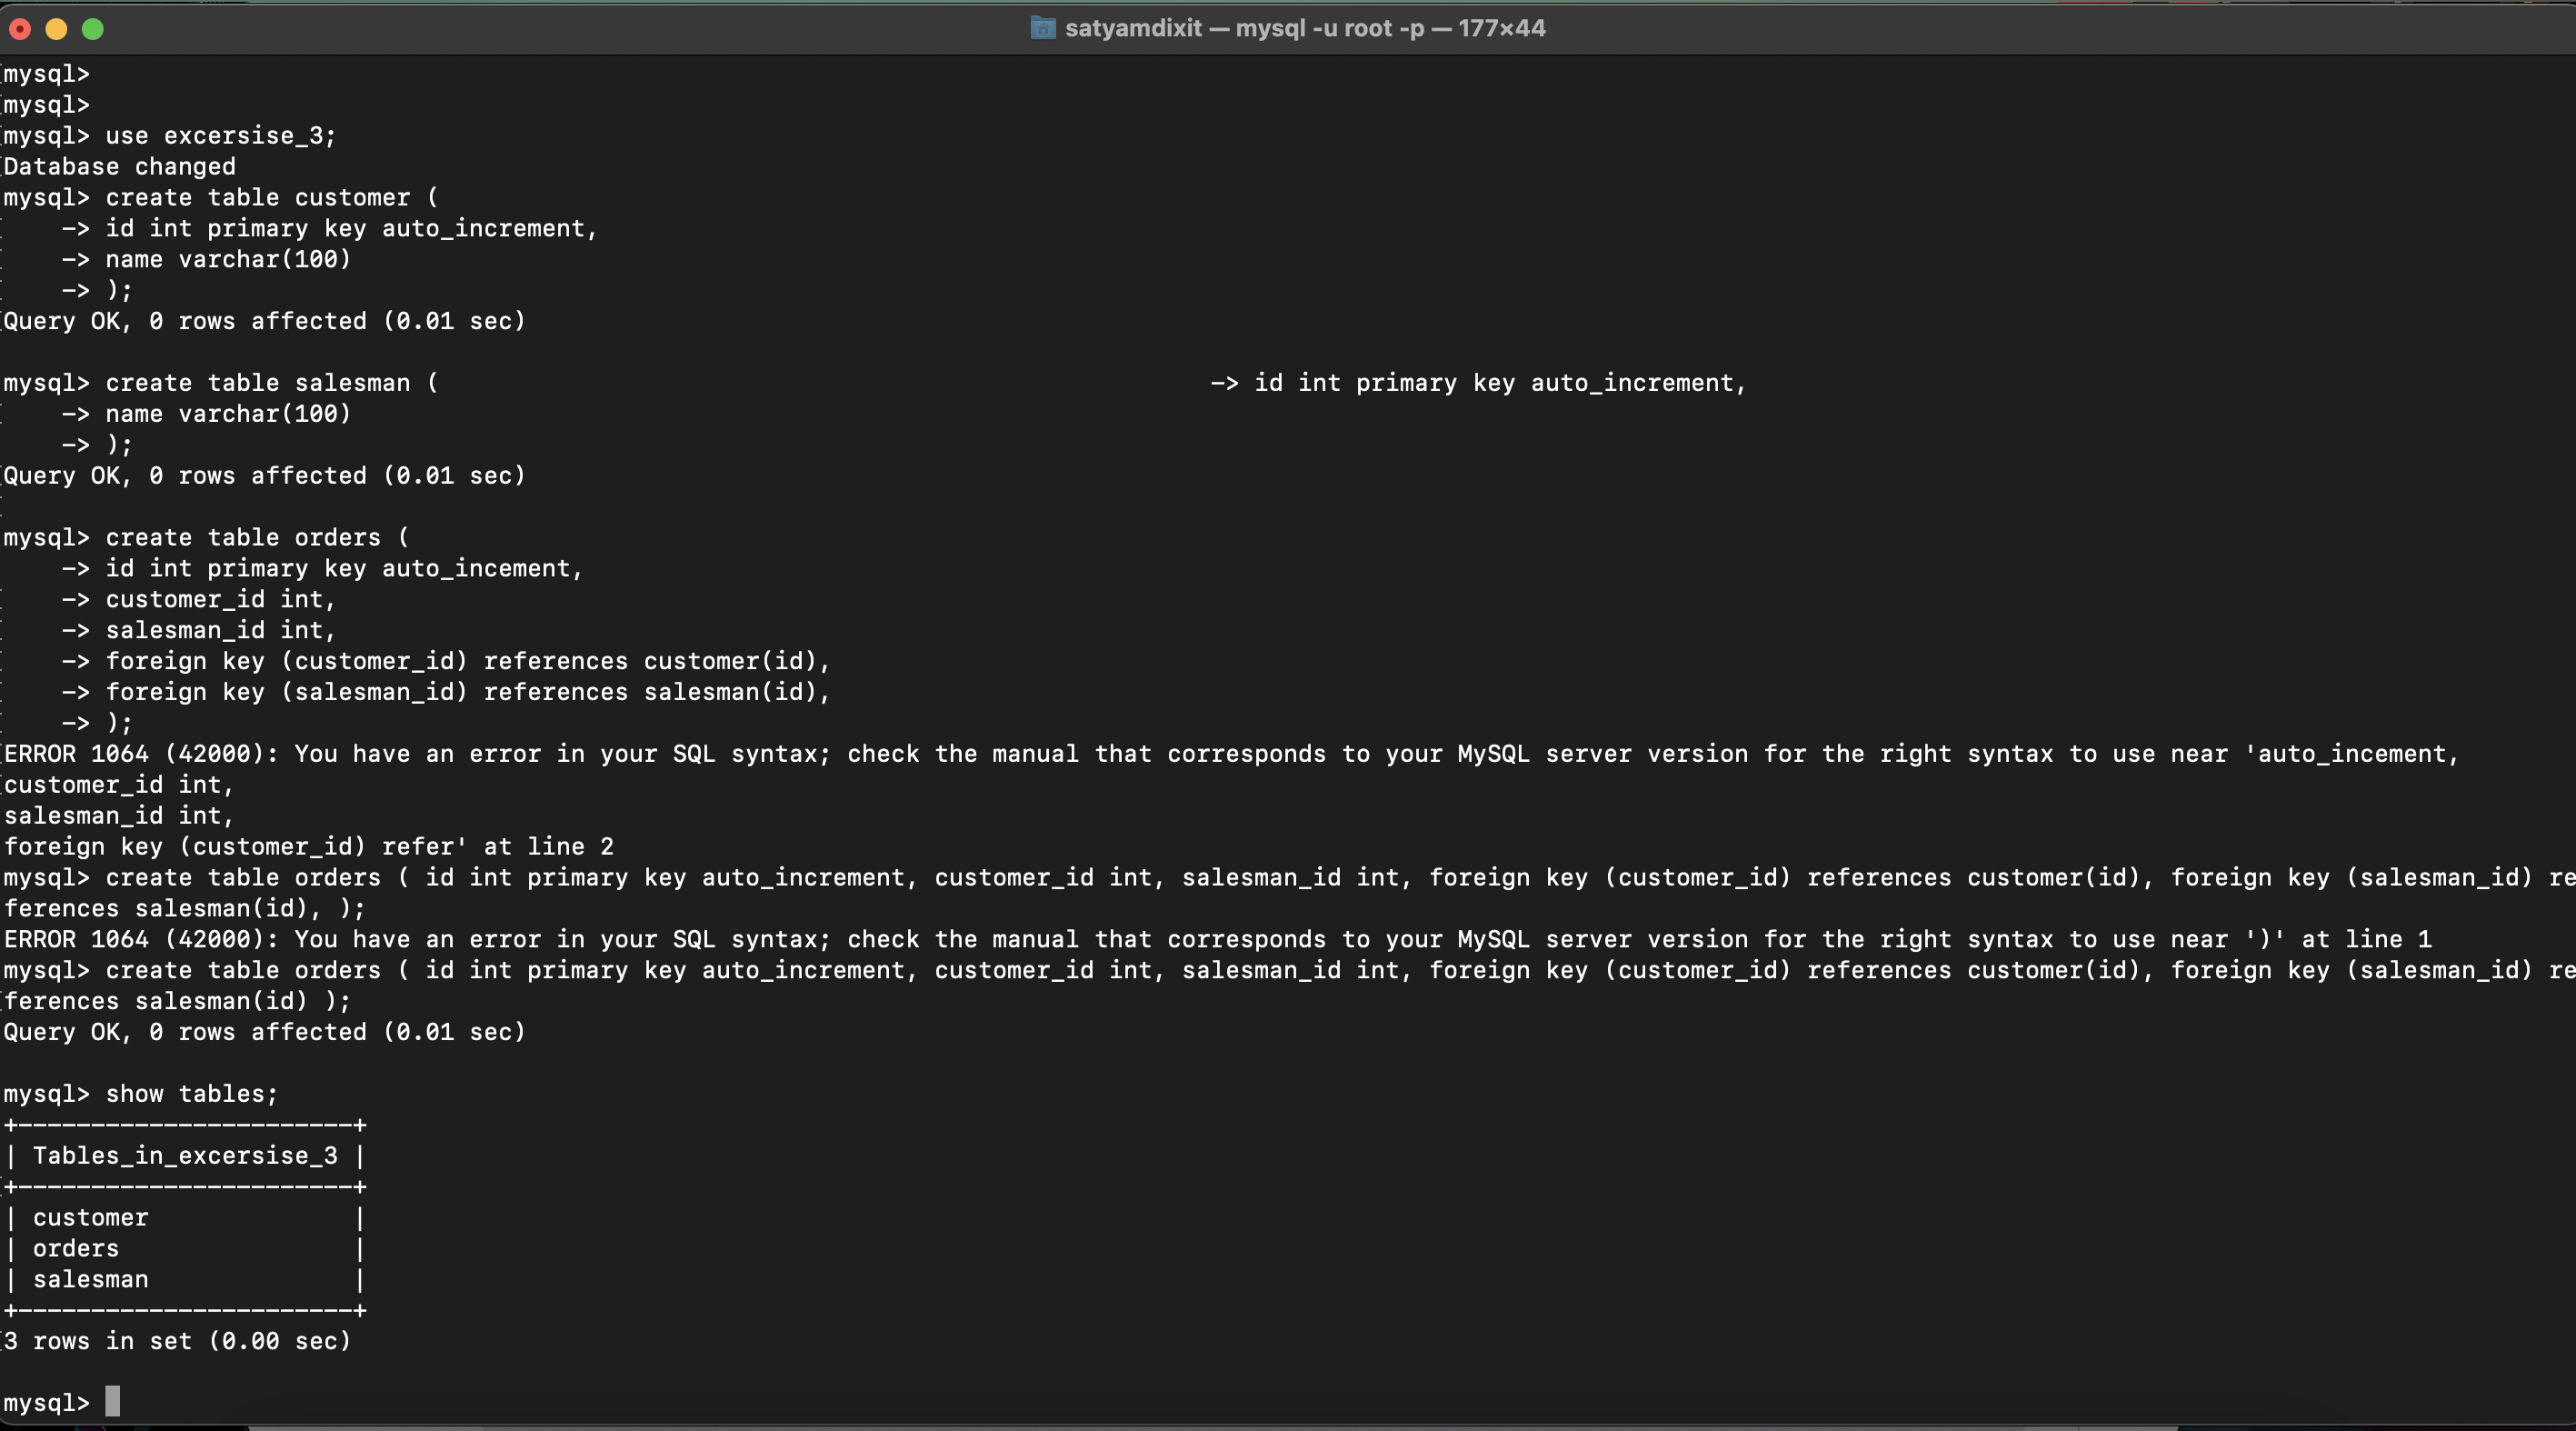 satyamdixit — mysql -u root -p — 177×44
mysql>
mysql>
mysql> use excersise_3;
Database changed
mysql> create table customer (
    -> id int primary key auto_increment,
    -> name varchar(100)
    -> );
Query OK, 0 rows affected (0.01 sec)
mysql> create table salesman (                                                     -> id int primary key auto_increment,
    -> name varchar(100)
    -> );
Query OK, 0 rows affected (0.01 sec)
mysql> create table orders (
    -> id int primary key auto_incement,
    -> customer_id int,
    -> salesman_id int,
    -> foreign key (customer_id) references customer(id),
    -> foreign key (salesman_id) references salesman(id),
    -> );
ERROR 1064 (42000): You have an error in your SQL syntax; check the manual that corresponds to your MySQL server version for the right syntax to use near 'auto_incement,
customer_id int,
salesman_id int,
foreign key (customer_id) refer' at line 2
mysql> create table orders ( id int primary key auto_increment, customer_id int, salesman_id int, foreign key (customer_id) references customer(id), foreign key (salesman_id) re
ferences salesman(id), );
ERROR 1064 (42000): You have an error in your SQL syntax; check the manual that corresponds to your MySQL server version for the right syntax to use near ')' at line 1
mysql> create table orders ( id int primary key auto_increment, customer_id int, salesman_id int, foreign key (customer_id) references customer(id), foreign key (salesman_id) re
ferences salesman(id) );
Query OK, 0 rows affected (0.01 sec)
mysql> show tables;
+-----------------------+
| Tables_in_excersise_3 |
+-----------------------+
| customer              |
| orders                |
| salesman              |
+-----------------------+
3 rows in set (0.00 sec)
mysql>